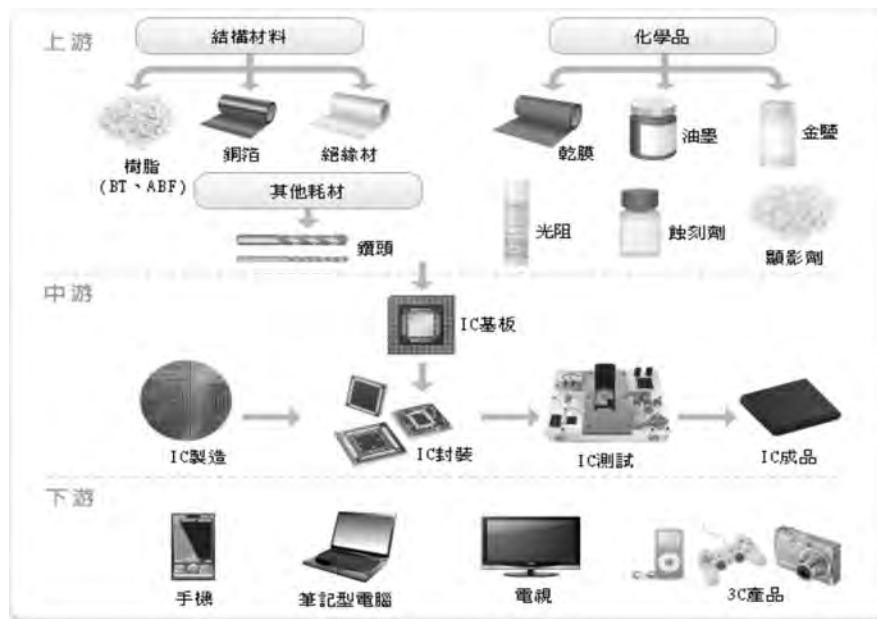 上游
結構材料
化學品
樹脂
(BT、ABF)
銅箔
絕緣材
乾膜
油墨
金鹽
其他耗材
鑽頭
光阻
蝕刻劑
顯影劑
中游
IC基板
IC製造
IC封裝
IC測試
IC成品
下游
手機
筆記型電腦
電視
3C產品